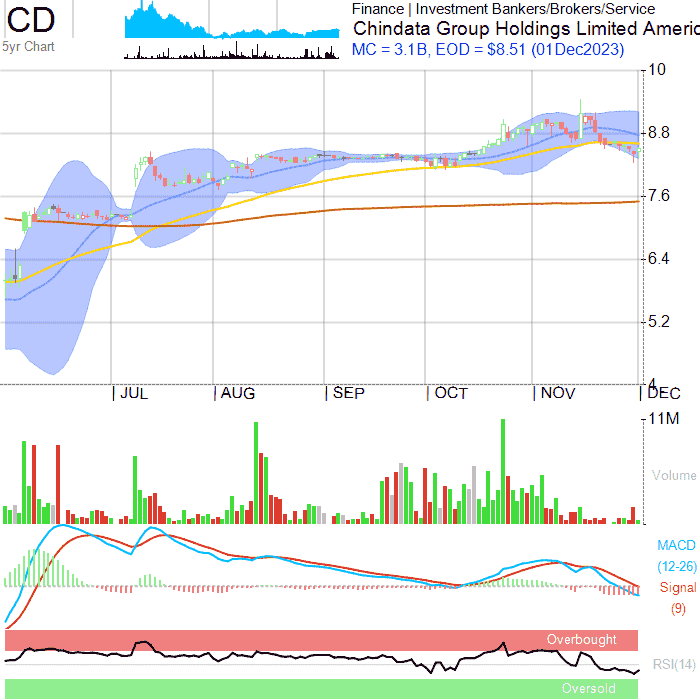 CD
5yr Chart
Finance | Investment Bankers/Brokers/Service
Chindata Group Holdings Limited Americ
MC = 3.1B, EOD = $8.51 (01Dec2023)
10
8.8
7.6
6.4
5.2
4
JUL AUG SEP OCT NOV DEC
11M
Volume
MACD
(12-26)
Signal
(9)
Overbought
RSI(14)
Oversold